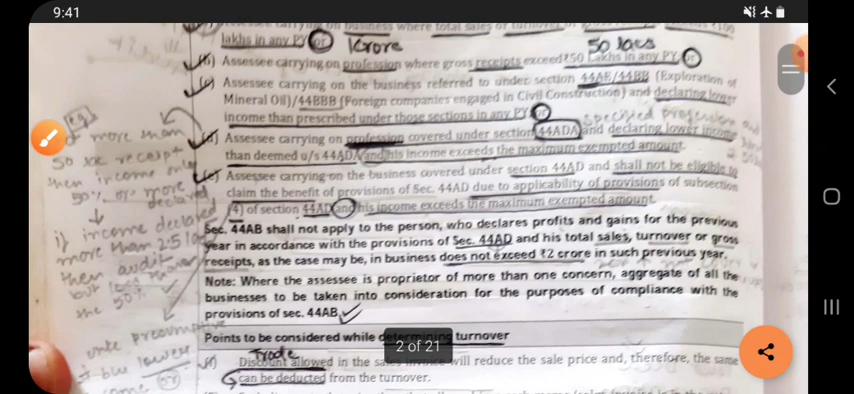 9:41
lakhs in any PY or Krore 50 lacs
(b) Assessee carrying on profession where gross receipts exceed ₹50 Lakhs in any PY or
(c) Assessee carrying on the business referred to under section 44AE/44BB (Exploration of
Mineral Oil)/44BBB (Foreign companies engaged in Civil Construction) and declaring lower
income than prescribed under those sections in any PY or
specified profession
(d) Assessee carrying on profession covered under section 44ADA and declaring lower income
than deemed u/s 44ADA and his income exceeds the maximum exempted amount.
(e) Assessee carrying on the business covered under section 44AD and shall not be eligible to
claim the benefit of provisions of Sec. 44AD due to applicability of provisions of subsection
(4) of section 44AD and his income exceeds the maximum exempted amount.
Sec. 44AB shall not apply to the person, who declares profits and gains for the previous
year in accordance with the provisions of Sec. 44AD and his total sales, turnover or gross
receipts, as the case may be, in business does not exceed ₹2 crore in such previous year.
Note: Where the assessee is proprietor of more than one concern, aggregate of all the
businesses to be taken into consideration for the purposes of compliance with the
provisions of sec. 44AB.
Points to be considered while determining turnover
2 of 21
Trade
Discount allowed in the sales invoice will reduce the sale price and, therefore, the same
can be deducted from the turnover.
e.g
more than
50 receipt
then income only
50% or more
declared
if income declared
more than 2.5 lac
then audit
but
the 50%